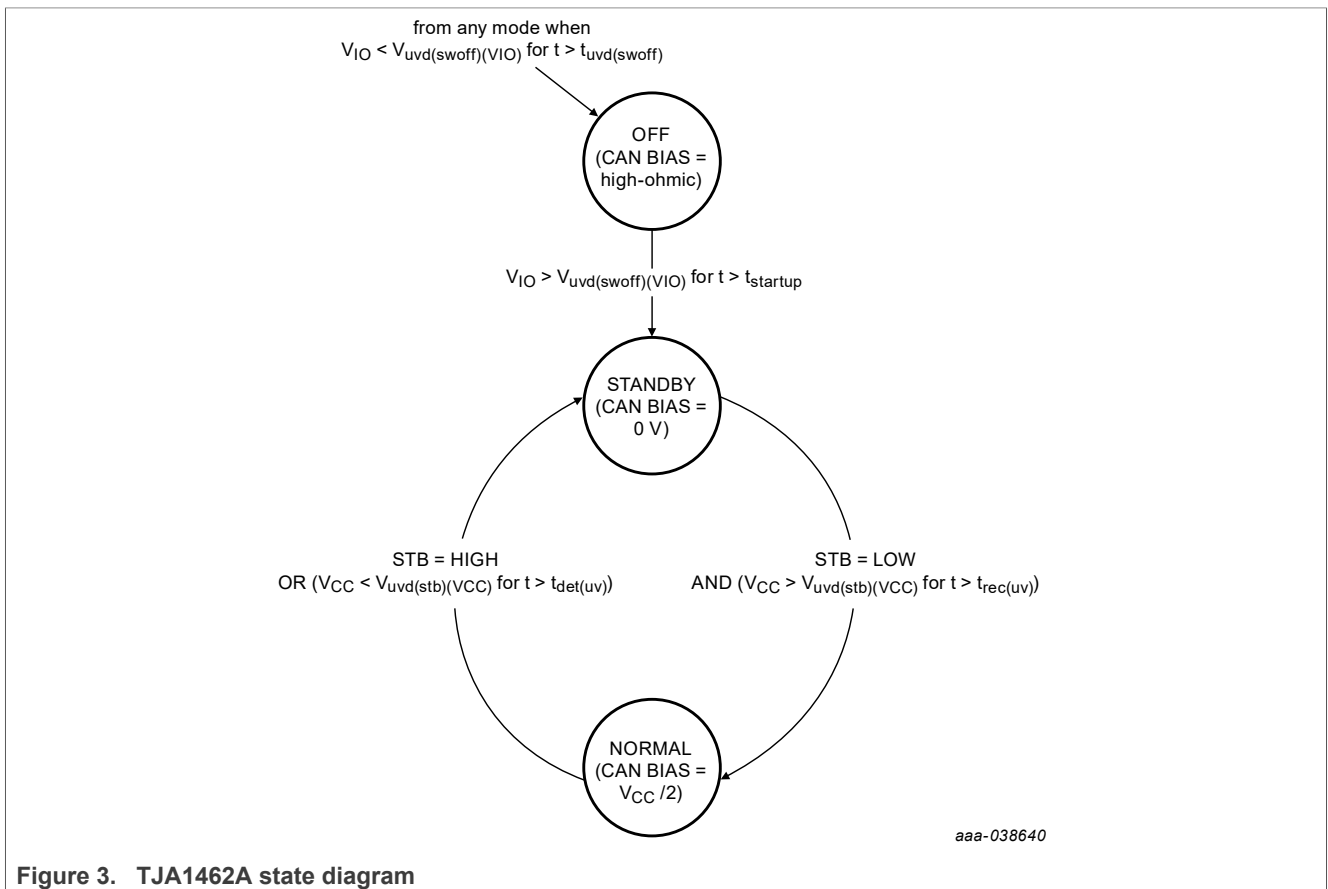 from any mode when
VIO < Vuvd(swoff)(VIO) for t > tuvd(swoff)
OFF
(CAN BIAS =
high-ohmic)
VIO > Vuvd(swoff)(VIO) for t > tstartup
STANDBY
(CAN BIAS =
0 V)
STB = HIGH
OR (VCC < Vuvd(stb)(VCC) for t > tdet(uv))
STB = LOW
AND (VCC > Vuvd(stb)(VCC) for t > trec(uv))
NORMAL
(CAN BIAS =
VCC /2)
aaa-038640
Figure 3. TJA1462A state diagram